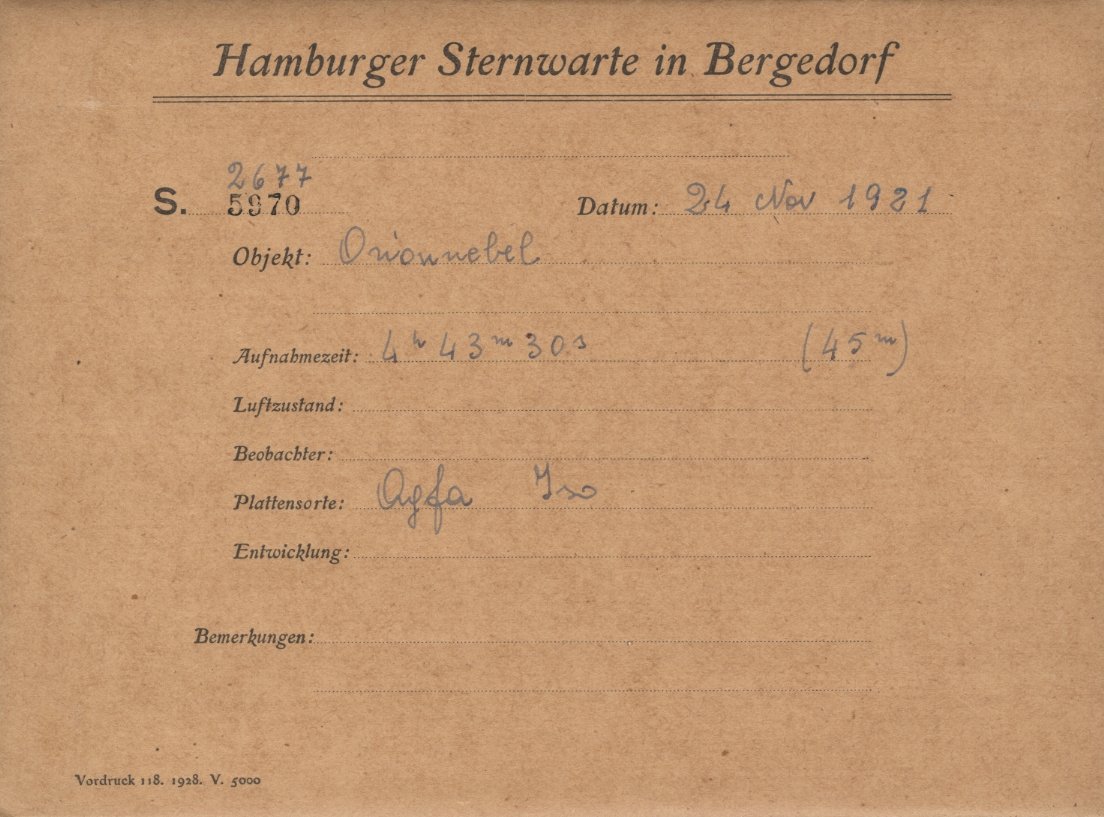 Hamburger Sternwarte in Bergedorf
2677
S. 5970
Datum: 24 Nov 1921
Objekt: Orionnebel
Aufnahmezeit: 4h 43m 30s (45m)
Luftzustand:
Beobachter:
Plattensorte: Agfa Iso
Entwicklung:
Bemerkungen:
Vordruck 118. 1928. V. 5000